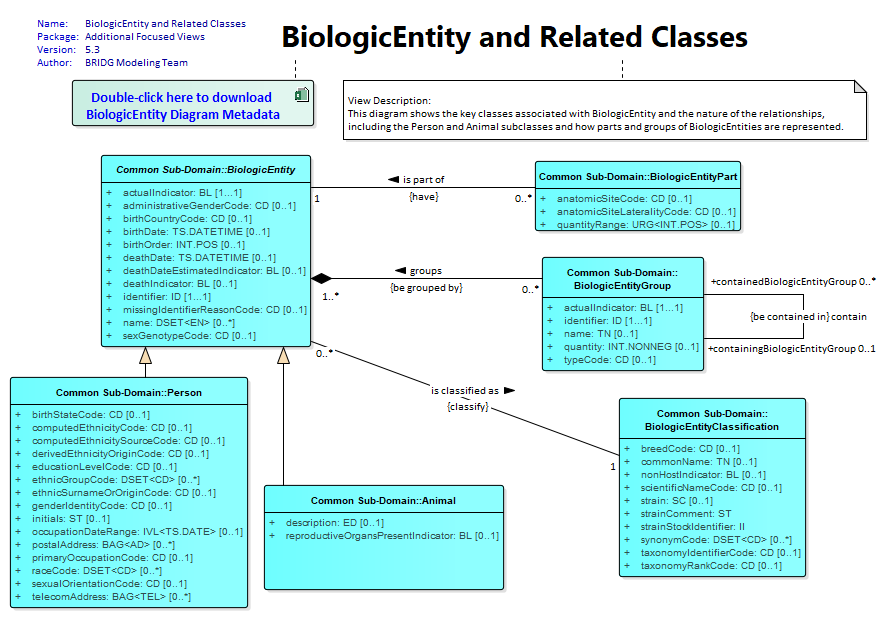 Name: BiologicEntity and Related Classes
Package: Additional Focused Views
Version: 5.3
Author: BRIDG Modeling Team
BiologicEntity and Related Classes
Double-click here to download
BiologicEntity Diagram Metadata
View Description:
This diagram shows the key classes associated with BiologicEntity and the nature of the relationships,
including the Person and Animal subclasses and how parts and groups of BiologicEntities are represented.
Common Sub-Domain::BiologicEntity
+ actualIndicator: BL [1...1]
+ administrativeGenderCode: CD [0..1]
+ birthCountryCode: CD [0..1]
+ birthDate: TS.DATETIME [0..1]
+ birthOrder: INT.POS [0..1]
+ deathDate: TS.DATETIME [0..1]
+ deathDateEstimatedIndicator: BL [0..1]
+ deathIndicator: BL [0..1]
+ identifier: ID [1...1]
+ missingIdentifierReasonCode: CD [0..1]
+ name: DSET<EN> [0..*]
+ sexGenotypeCode: CD [0..1]
is part of
1
{have}
0..*
Common Sub-Domain::BiologicEntityPart
+ anatomicSiteCode: CD [0..1]
+ anatomicSiteLateralityCode: CD [0..1]
+ quantityRange: URG<INT.POS> [0..1]
groups
1..*
{be grouped by}
0..*
Common Sub-Domain::
BiologicEntityGroup
+ actualIndicator: BL [1...1]
+ identifier: ID [1...1]
+ name: TN [0..1]
+ quantity: INT.NONNEG [0..1]
+ typeCode: CD [0..1]
+containedBiologicEntityGroup 0..*
{be contained in} contain
+containingBiologicEntityGroup 0..1
0..*
is classified as
{classify}
1
Common Sub-Domain::
BiologicEntityClassification
+ breedCode: CD [0..1]
+ commonName: TN [0..1]
+ nonHostIndicator: BL [0..1]
+ scientificNameCode: CD [0..1]
+ strain: SC [0..1]
+ strainComment: ST
+ strainStockIdentifier: II
+ synonymCode: DSET<CD> [0..*]
+ taxonomyIdentifierCode: CD [0..1]
+ taxonomyRankCode: CD [0..1]
Common Sub-Domain::Person
+ birthStateCode: CD [0..1]
+ computedEthnicityCode: CD [0..1]
+ computedEthnicitySourceCode: CD [0..1]
+ derivedEthnicityOriginCode: CD [0..1]
+ educationLevelCode: CD [0..1]
+ ethnicGroupCode: DSET<CD> [0..*]
+ ethnicSurnameOrOriginCode: CD [0..1]
+ genderIdentityCode: CD [0..1]
+ initials: ST [0..1]
+ occupationDateRange: IVL<TS.DATE> [0..1]
+ postalAddress: BAG<AD> [0..*]
+ primaryOccupationCode: CD [0..1]
+ raceCode: DSET<CD> [0..*]
+ sexualOrientationCode: CD [0..1]
+ telecomAddress: BAG<TEL> [0..*]
Common Sub-Domain::Animal
+ description: ED [0..1]
+ reproductiveOrgansPresentIndicator: BL [0..1]